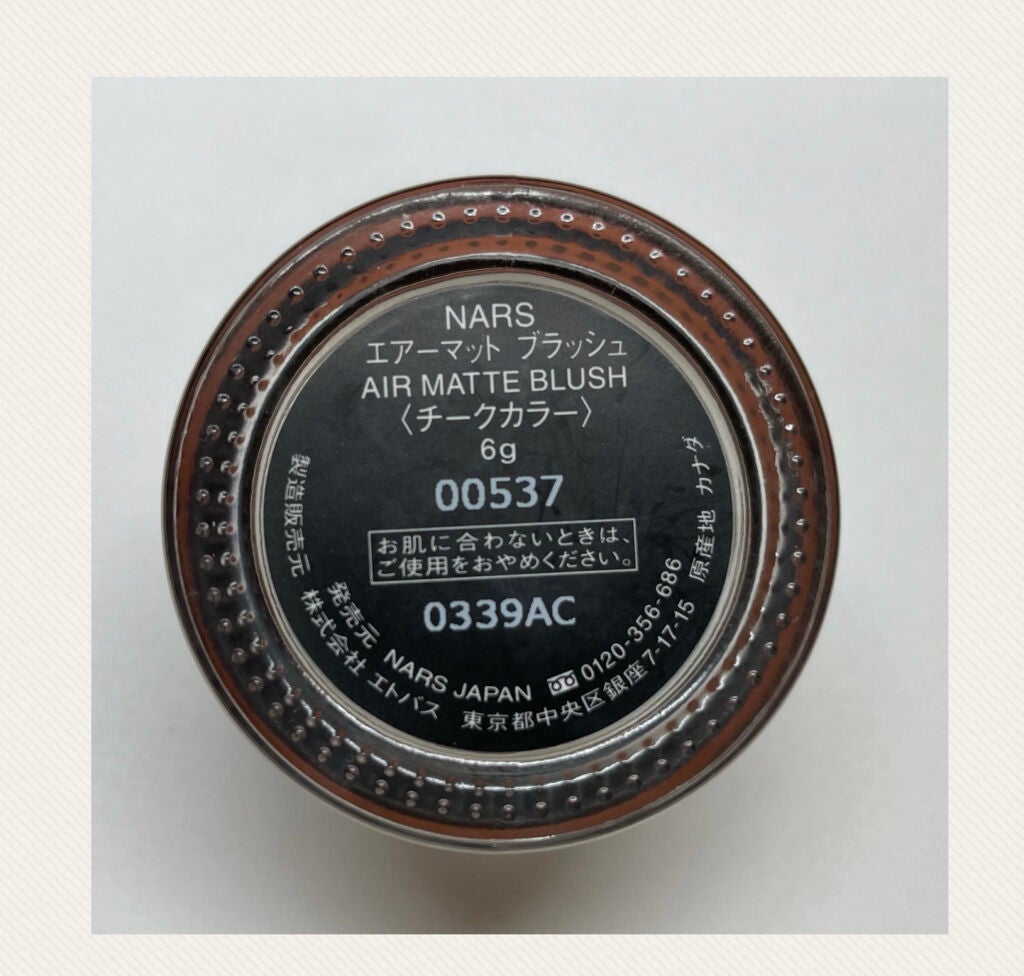 NARS
エアーマット ブラッシュ
AIR MATTE BLUSH
〈チークカラー〉
6g
00537
お肌に合わないときは、
ご使用をおやめください。
0339AC
発売元 NARS JAPAN 0120-356-686
製造販売元 株式会社 エトバス 東京都中央区銀座7-17-15 原産地 カナダ